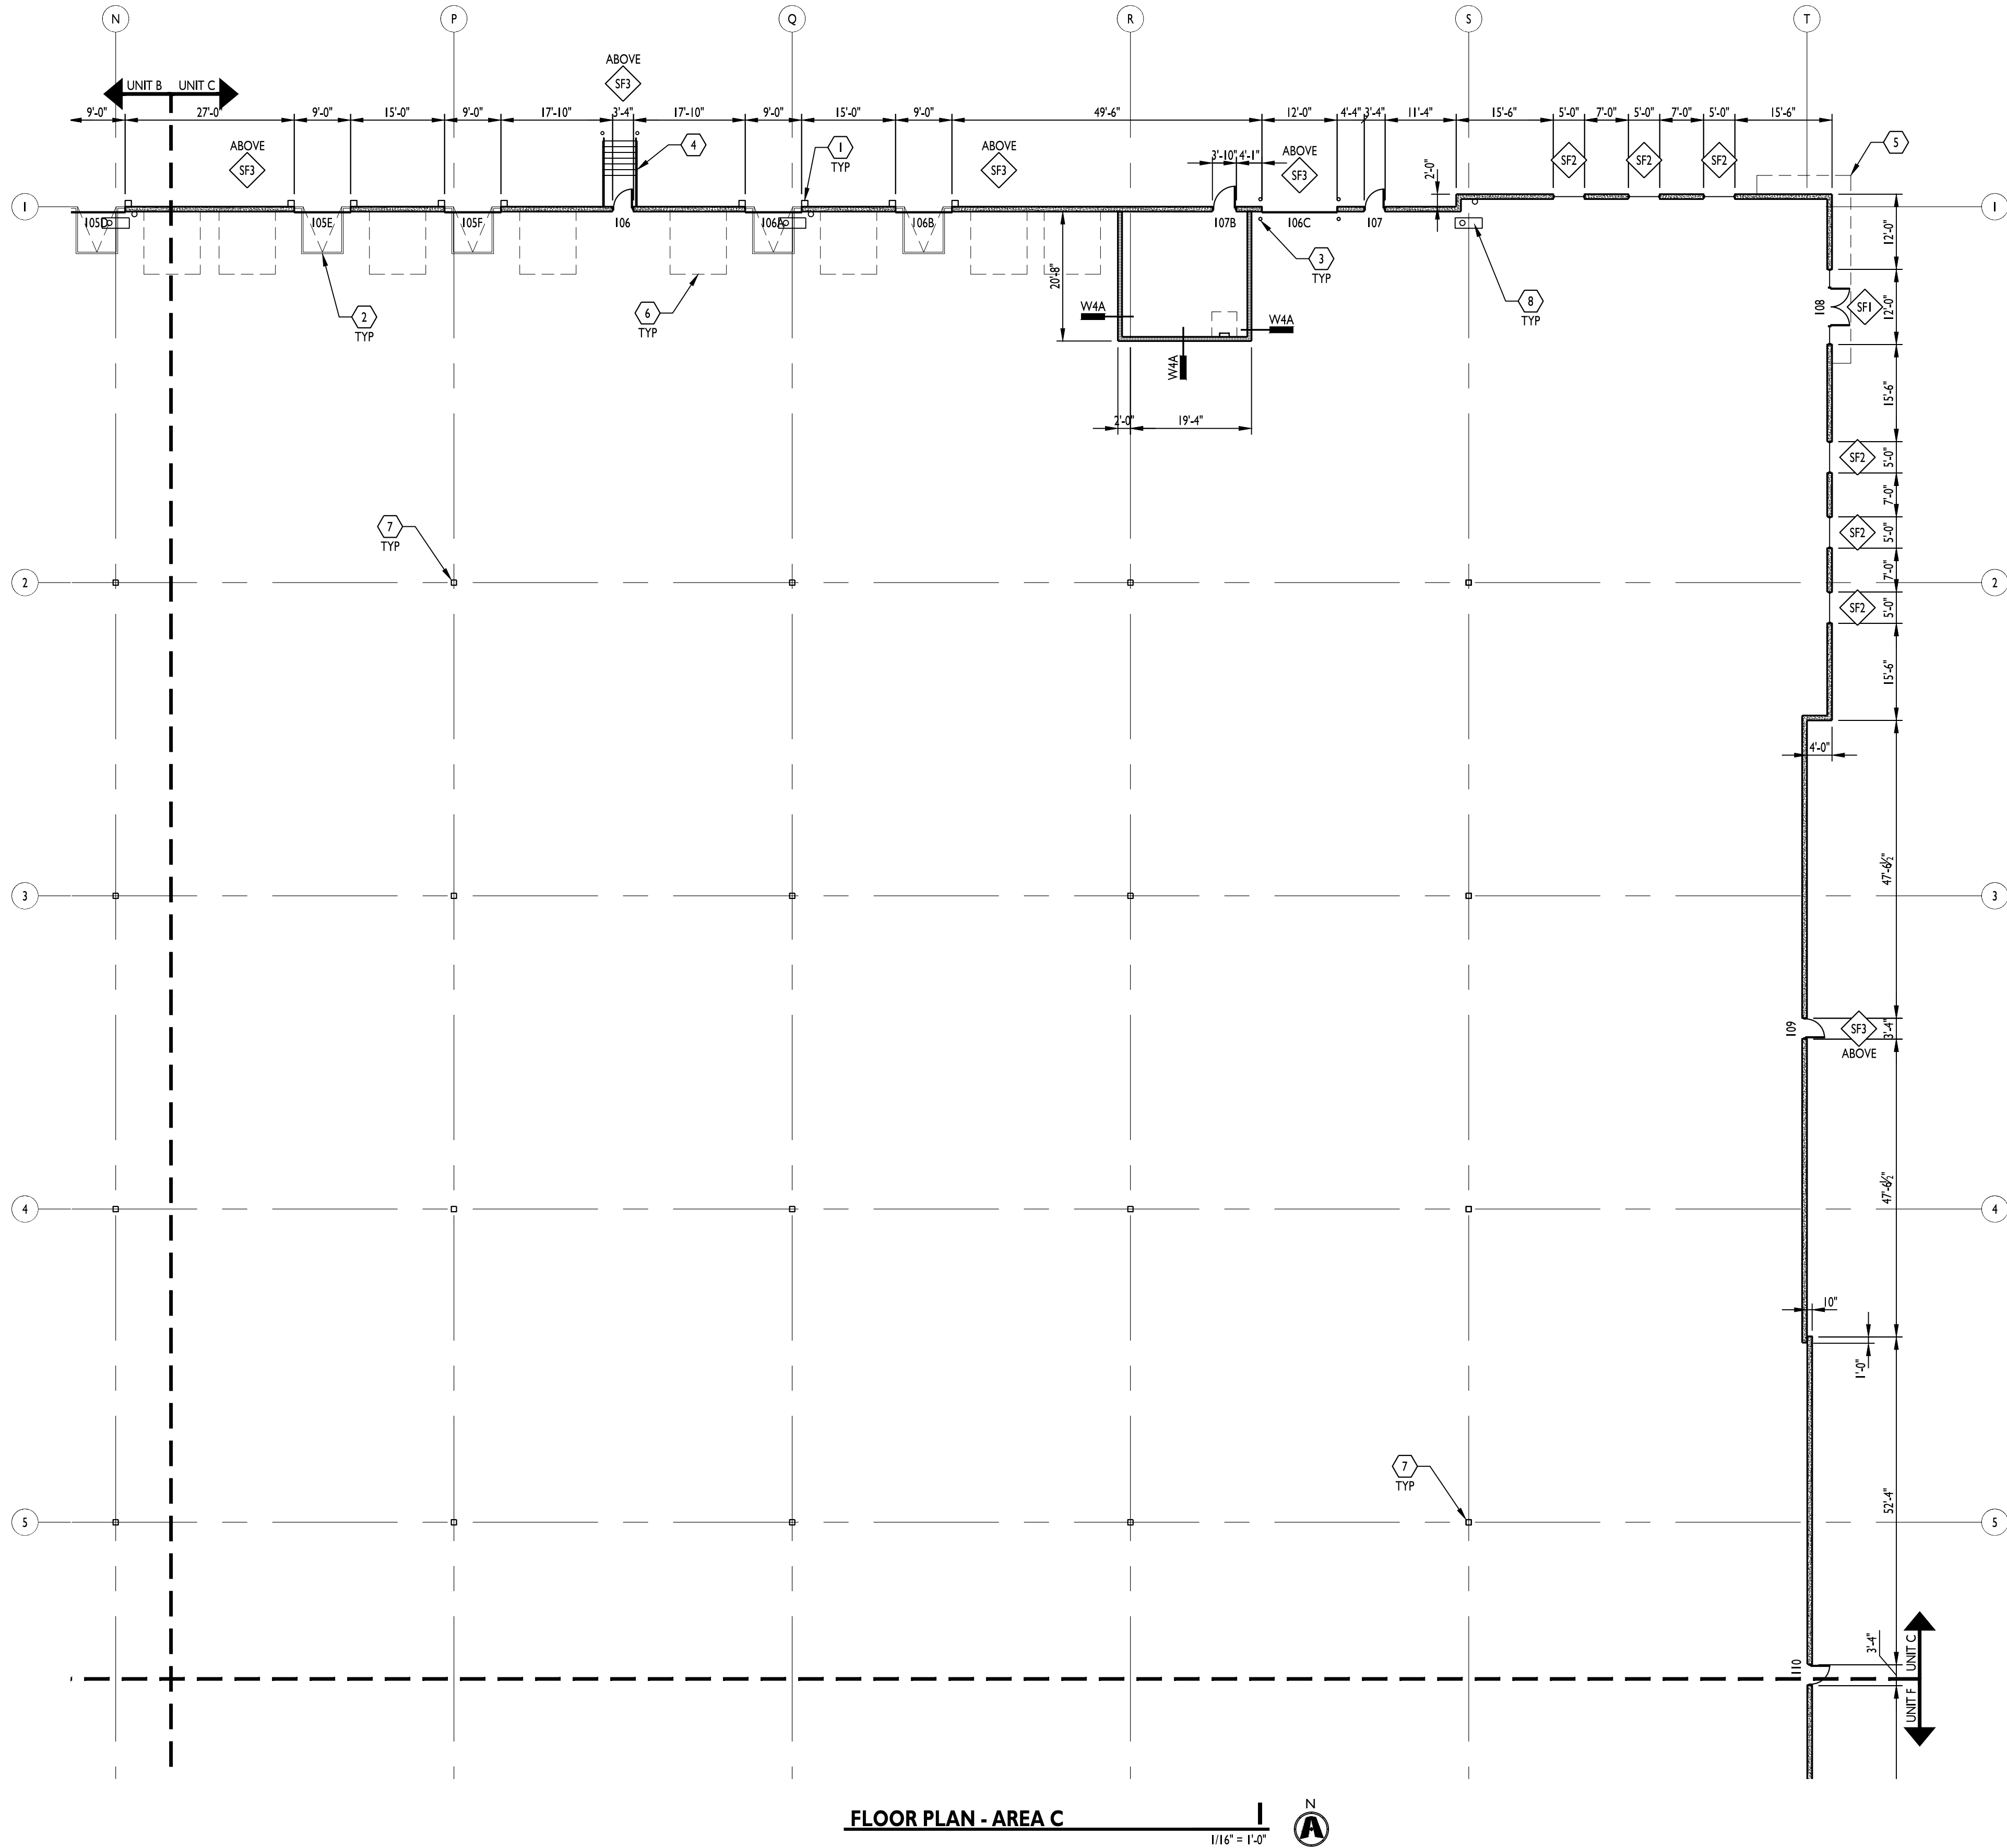 N P Q R S T
ABOVE
SF3
UNIT B UNIT C
9'-0" 27'-0" 9'-0" 15'-0" 9'-0" 17'-10" 3'-4" 17'-10" 9'-0" 15'-0" 9'-0" 49'-6" 12'-0" 4'-4" 3'-4" 11'-4" 15'-6" 5'-0" 7'-0" 5'-0" 7'-0" 5'-0" 15'-6"
ABOVE
SF3
4
1
TYP
ABOVE
SF3
3'-10" 4'-1"
ABOVE
SF3
2'-0"
SF2 SF2 SF2
5
1 1
105D 105E 105F 106 106A 106B 107B 106C 107
12'-0"
2
TYP
6
TYP
20'-8"
3
TYP
8
TYP
108
SF1
12'-0"
W4A
W4A
W4A
15'-6"
2'-0" 19'-4"
SF2
5'-0"
7'-0"
7
TYP
SF2
5'-0"
2 2
7'-0"
SF2
5'-0"
15'-6"
4'-0"
47'-6½"
3 3
109
SF3
ABOVE
3'-4"
47'-6½"
4 4
10"
1'-0"
7
TYP
52'-4"
5 5
3'-4"
110
UNIT C
UNIT F
FLOOR PLAN - AREA C
1
1/16" = 1'-0"
N
A